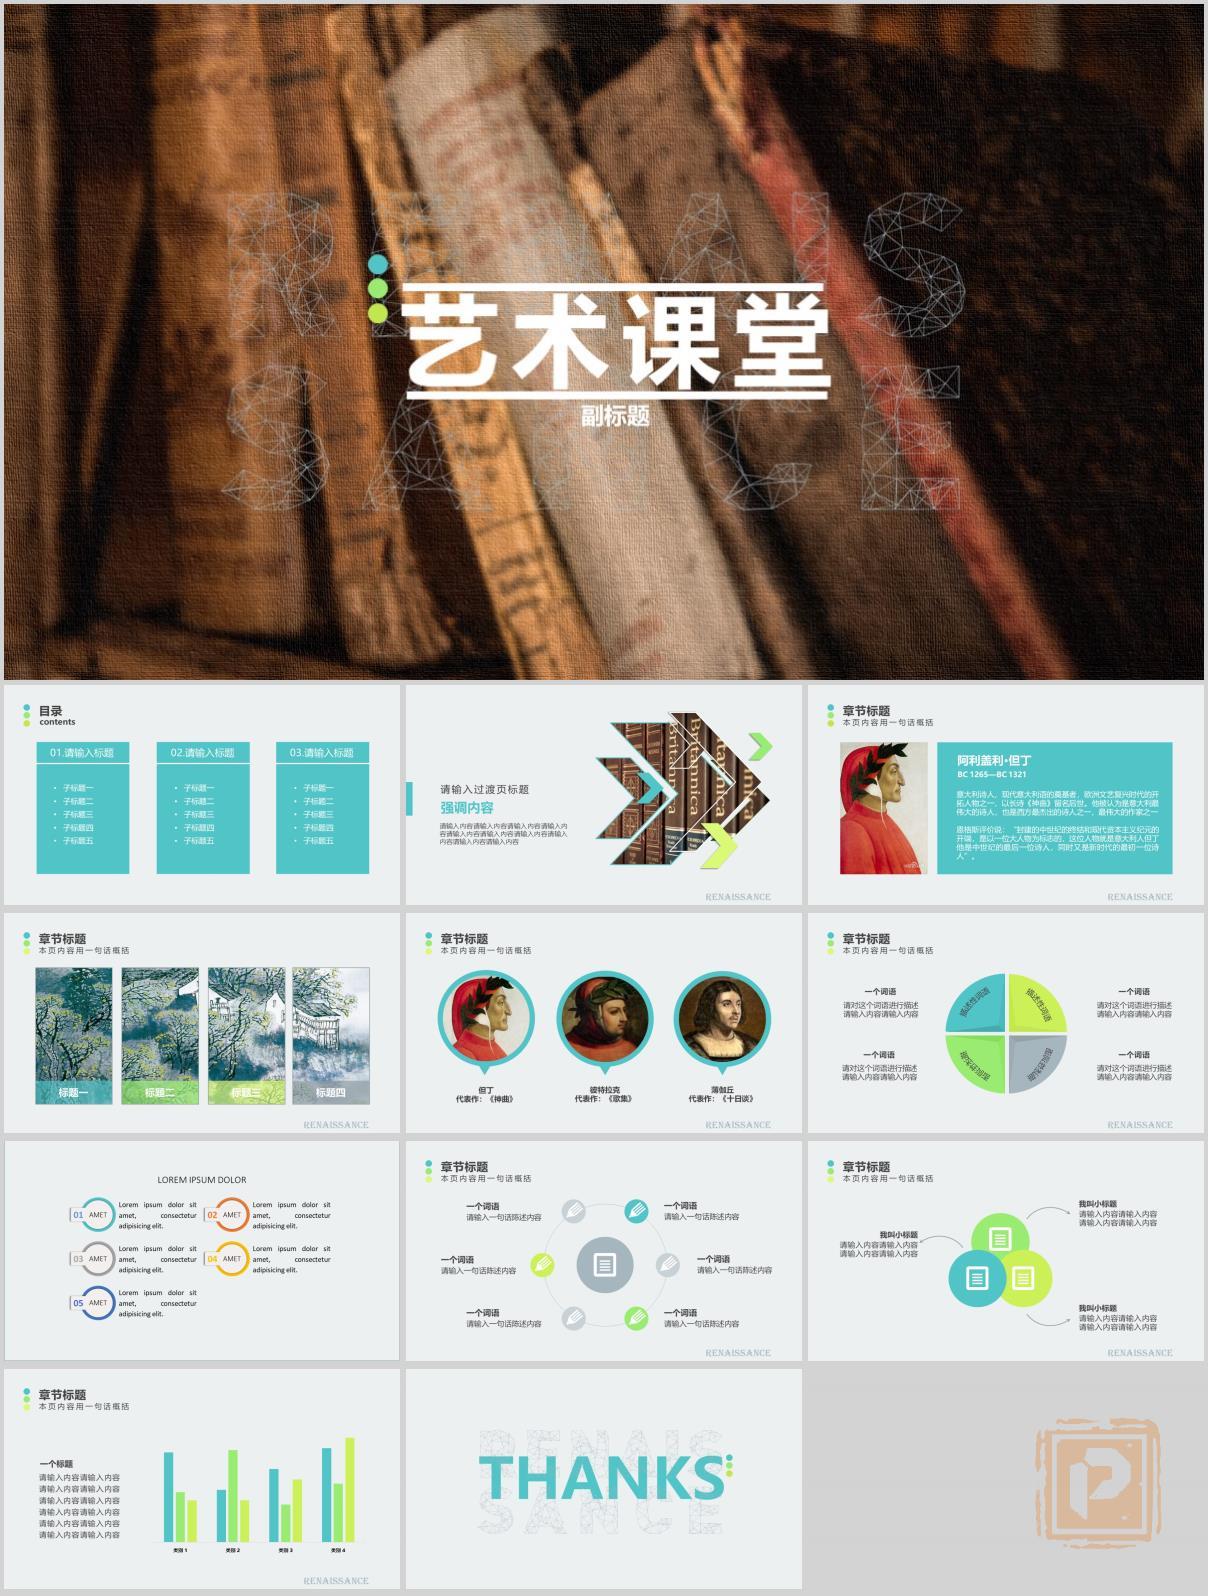 RENAIS
SANCE
艺术课堂
副标题
目录
contents
01.请输入标题
子标题一
子标题二
子标题三
子标题四
子标题五
02.请输入标题
子标题一
子标题二
子标题三
子标题四
子标题五
03.请输入标题
子标题一
子标题二
子标题三
子标题四
子标题五
请输入过渡页标题
强调内容
请输入内容请输入内容请输入内容请输入内
容请输入内容请输入内容请输入内容请输入
内容请输入内容请输入内容
Britannica
RENAISSANCE
章节标题
本页内容用一句话概括
阿利盖利·但丁
BC 1265—BC 1321
意大利诗人，现代意大利语的奠基者，欧洲文艺复兴时代的开
拓人物之一，以长诗《神曲》留名后世。他被认为是意大利最
伟大的诗人，也是西方最杰出的诗人之一，最伟大的作家之一
恩格斯评价说：“封建的中世纪的终结和现代资本主义纪元的
开端，是以一位大人物为标志的，这位人物就是意大利人但丁
他是中世纪的最后一位诗人，同时又是新时代的最初一位诗
人”。
RENAISSANCE
章节标题
本页内容用一句话概括
标题一
标题二
标题三
标题四
RENAISSANCE
章节标题
本页内容用一句话概括
但丁
代表作：《神曲》
彼特拉克
代表作：《歌集》
薄伽丘
代表作：《十日谈》
RENAISSANCE
章节标题
本页内容用一句话概括
一个词语
请对这个词语进行描述
请输入内容请输入内容
一个词语
请对这个词语进行描述
请输入内容请输入内容
描述性词语
描述性词语
描述性词语
描述性词语
一个词语
请对这个词语进行描述
请输入内容请输入内容
一个词语
请对这个词语进行描述
请输入内容请输入内容
LOREM IPSUM DOLOR
01 AMET
Lorem ipsum dolor sit
amet, consectetur
adipisicing elit.
02 AMET
Lorem ipsum dolor sit
amet, consectetur
adipisicing elit.
03 AMET
Lorem ipsum dolor sit
amet, consectetur
adipisicing elit.
04 AMET
Lorem ipsum dolor sit
amet, consectetur
adipisicing elit.
05 AMET
Lorem ipsum dolor sit
amet, consectetur
adipisicing elit.
章节标题
本页内容用一句话概括
一个词语
请输入一句话陈述内容
一个词语
请输入一句话陈述内容
一个词语
请输入一句话陈述内容
一个词语
请输入一句话陈述内容
一个词语
请输入一句话陈述内容
一个词语
请输入一句话陈述内容
RENAISSANCE
章节标题
本页内容用一句话概括
我叫小标题
请输入内容请输入内容
请输入内容请输入内容
我叫小标题
请输入内容请输入内容
请输入内容请输入内容
我叫小标题
请输入内容请输入内容
请输入内容请输入内容
RENAISSANCE
章节标题
本页内容用一句话概括
一个标题
请输入内容请输入内容
请输入内容请输入内容
请输入内容请输入内容
请输入内容请输入内容
请输入内容请输入内容
请输入内容请输入内容
类别 1
类别 2
类别 3
类别 4
RENAISSANCE
RENAIS
THANKS
SANCE
P